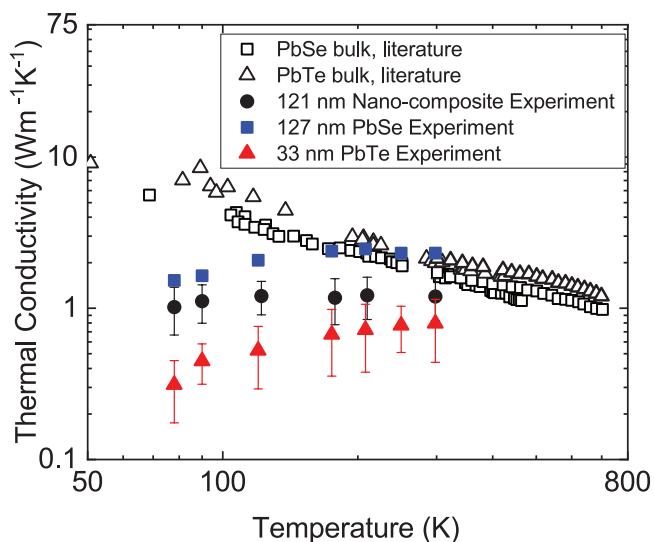 75
10
1
0.1
Thermal Conductivity (Wm⁻¹K⁻¹)
PbSe bulk, literature
PbTe bulk, literature
121 nm Nano-composite Experiment
127 nm PbSe Experiment
33 nm PbTe Experiment
50 100 800
Temperature (K)